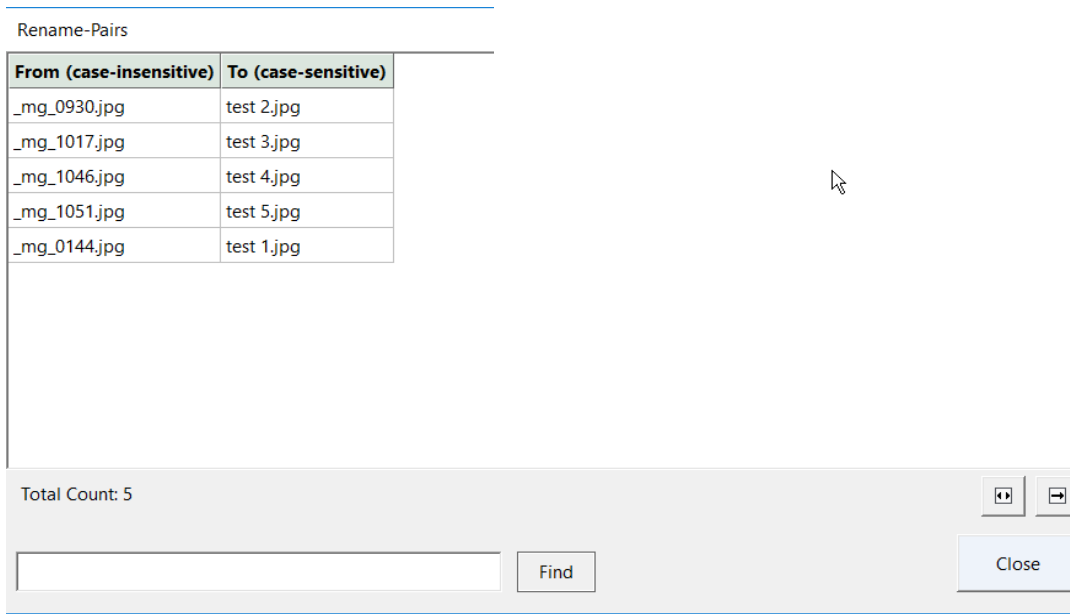 Rename-Pairs
From (case-insensitive) To (case-sensitive)
_mg_0930.jpg test 2.jpg
_mg_1017.jpg test 3.jpg
_mg_1046.jpg test 4.jpg
_mg_1051.jpg test 5.jpg
_mg_0144.jpg test 1.jpg
Total Count: 5
Find
Close